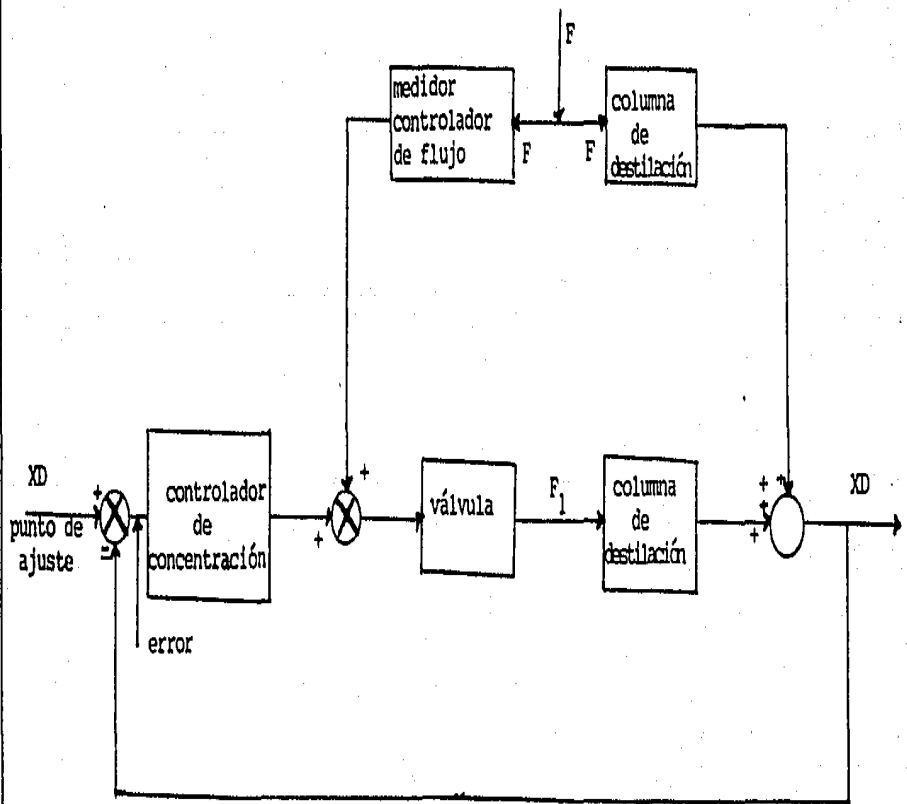 F
medidor
controlador
de flujo
F
F
columna
de
destilación
+
XD
punto de
ajuste
+
-
error
controlador
de
concentración
+
+
válvula
F1
columna
de
destilación
+
+
+
+
XD